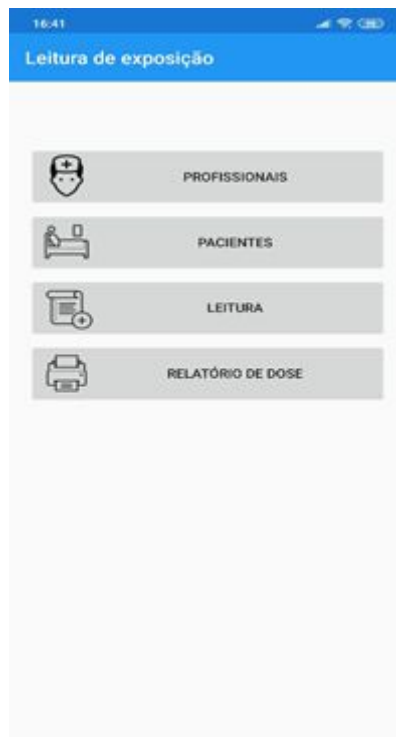 16:41
Leitura de exposição
PROFISSIONAIS
PACIENTES
LEITURA
RELATÓRIO DE DOSE